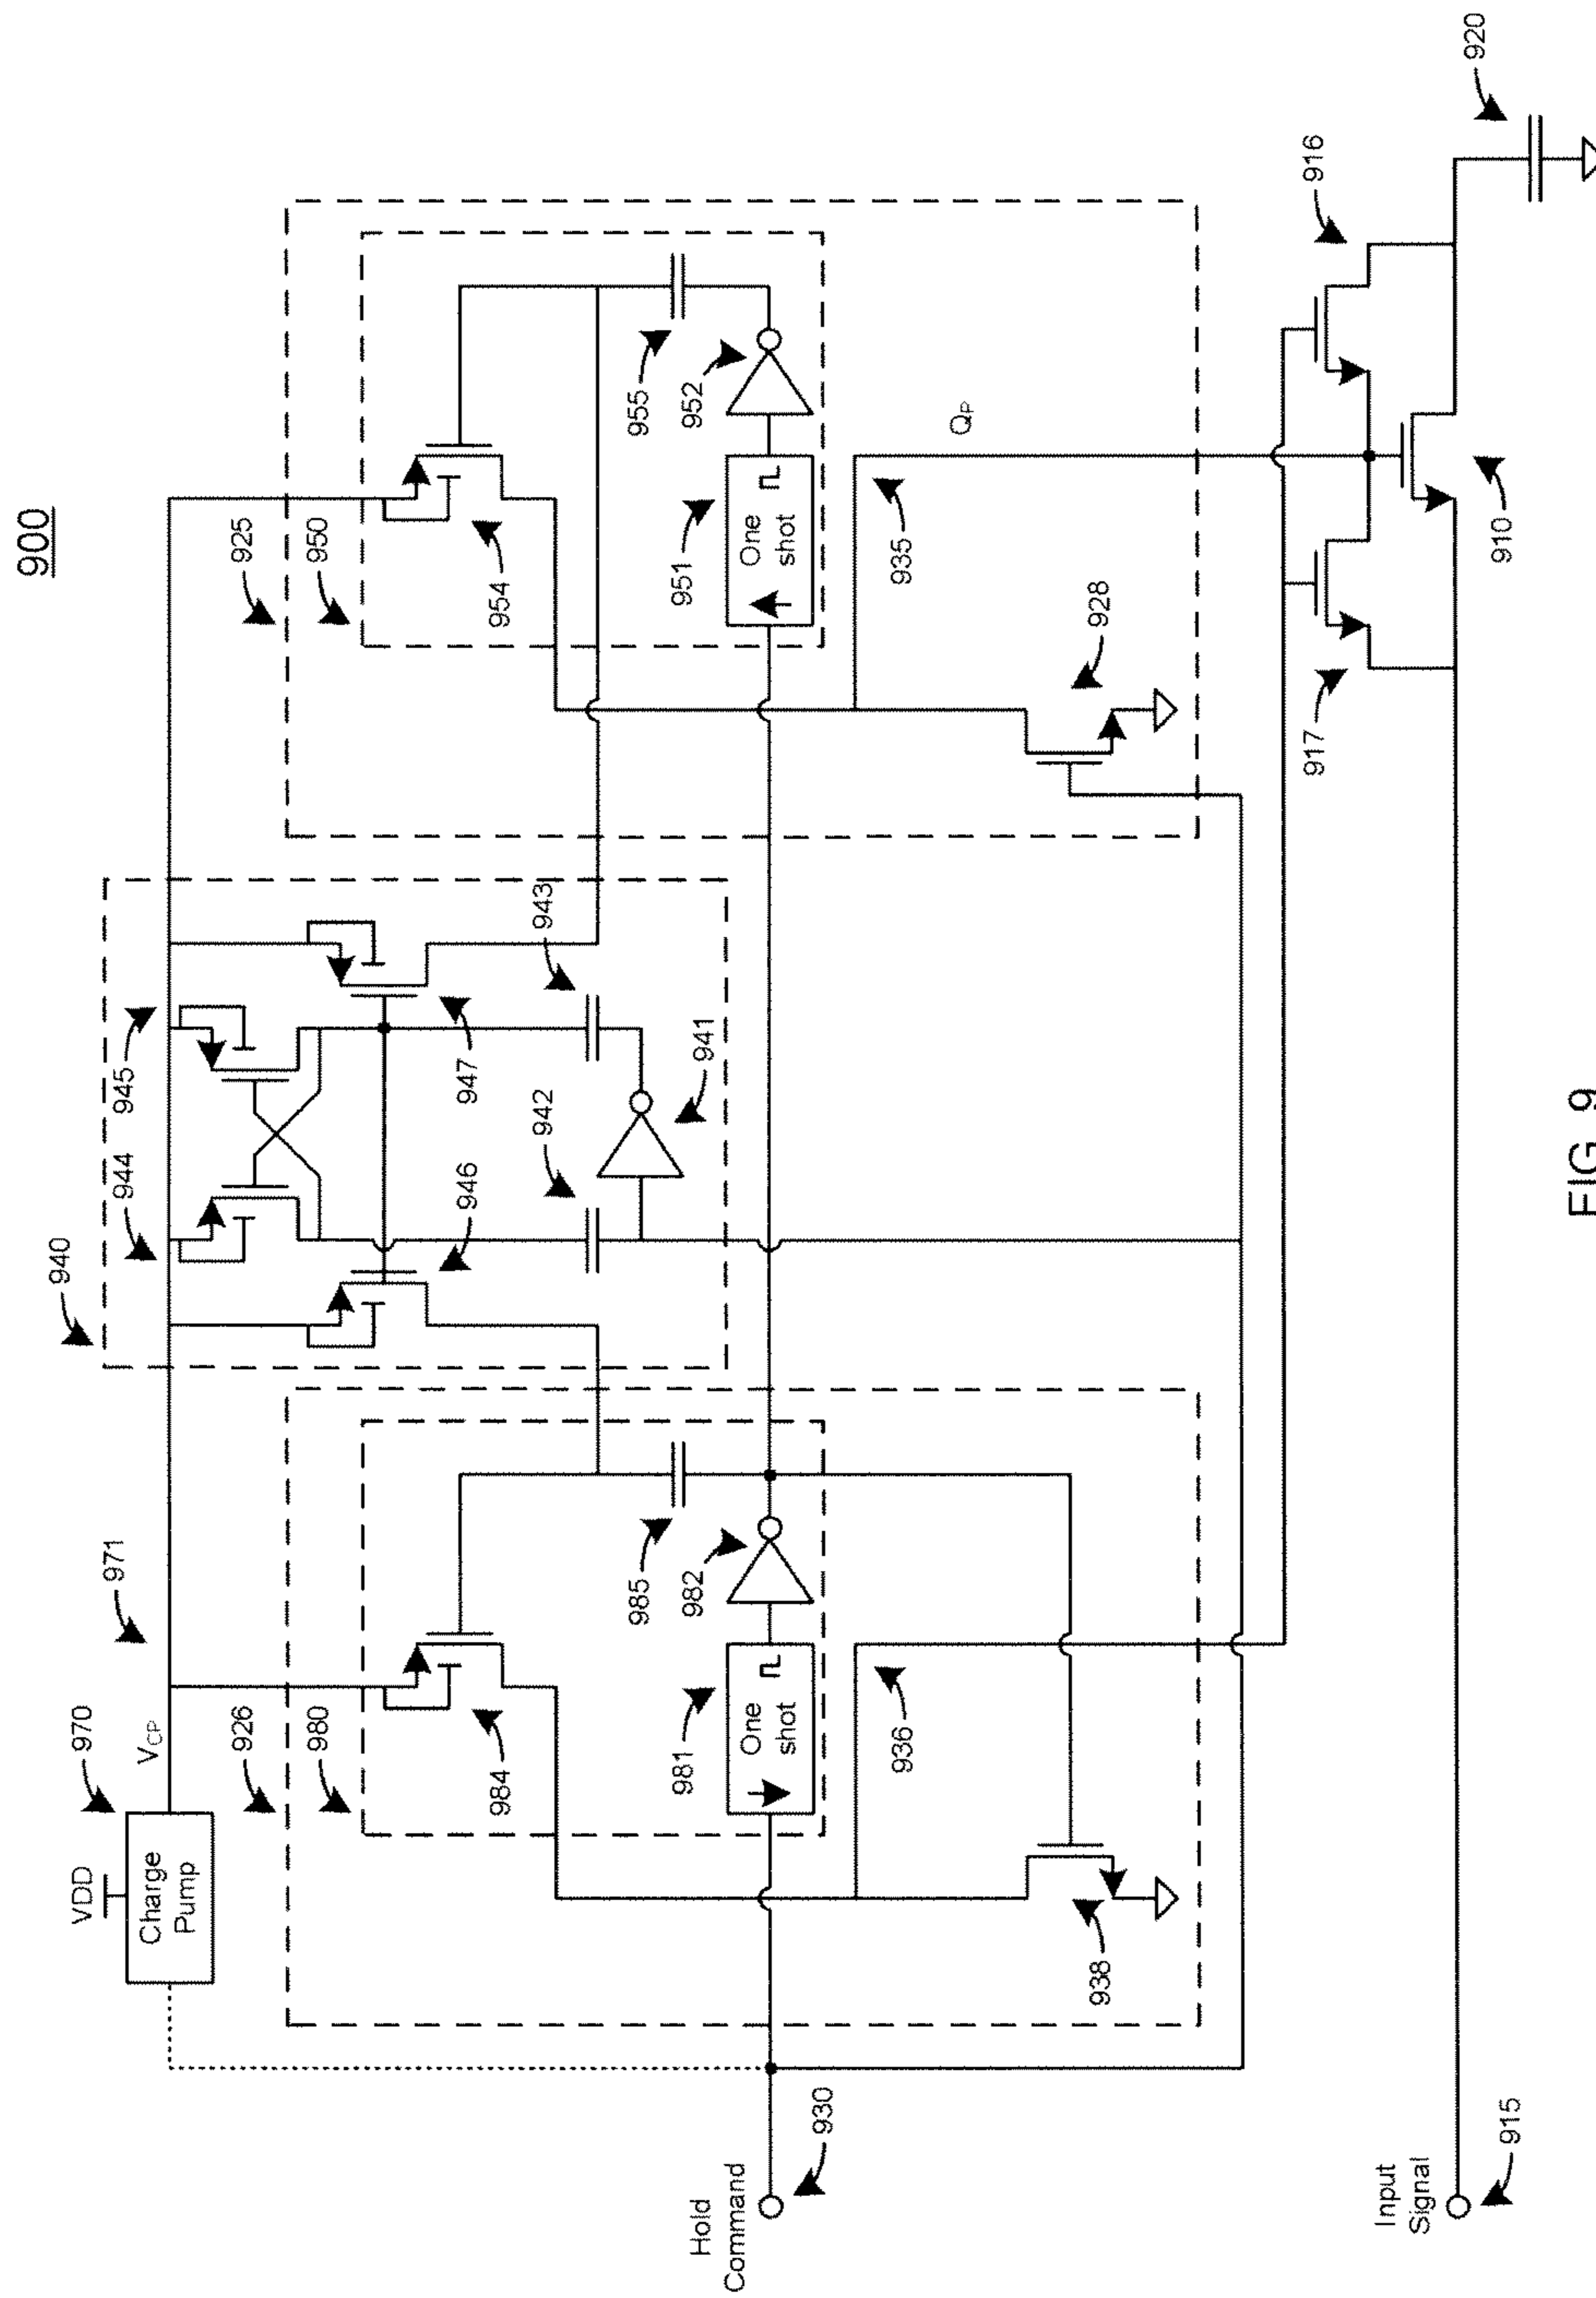 900
940
944
945
925
950
970
VDD
Charge
Pump
V_CP
971
926
980
946
947
943
942
941
954
955
952
951
One
shot
984
985
982
981
One
shot
935
Q_P
928
936
938
Hold
Command
930
916
917
910
920
Input
Signal
915
FIG. 9